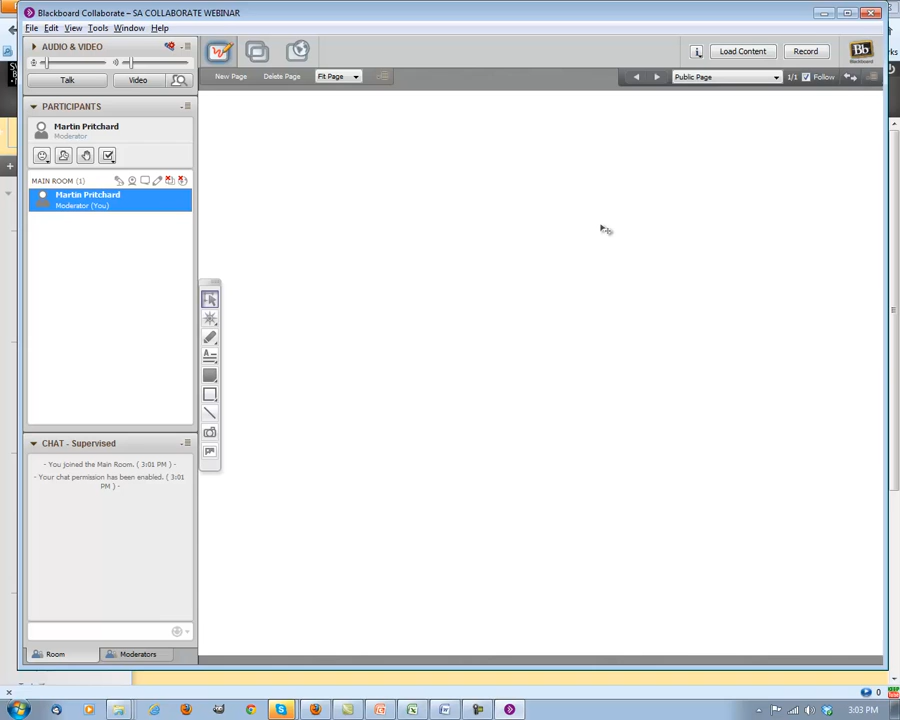 Blackboard Collaborate – SA COLLABORATE WEBINAR
File Edit View Tools Window Help
AUDIO & VIDEO
Talk Video
PARTICIPANTS
Martin Pritchard
Moderator
MAIN ROOM (1)
Martin Pritchard
Moderator (You)
CHAT - Supervised
- You joined the Main Room. ( 3:01 PM ) -
- Your chat permission has been enabled. ( 3:01
PM ) -
Room Moderators
Load Content Record
Bb
Blackboard
New Page Delete Page Fit Page Public Page 1/1 Follow
0
3:03 PM